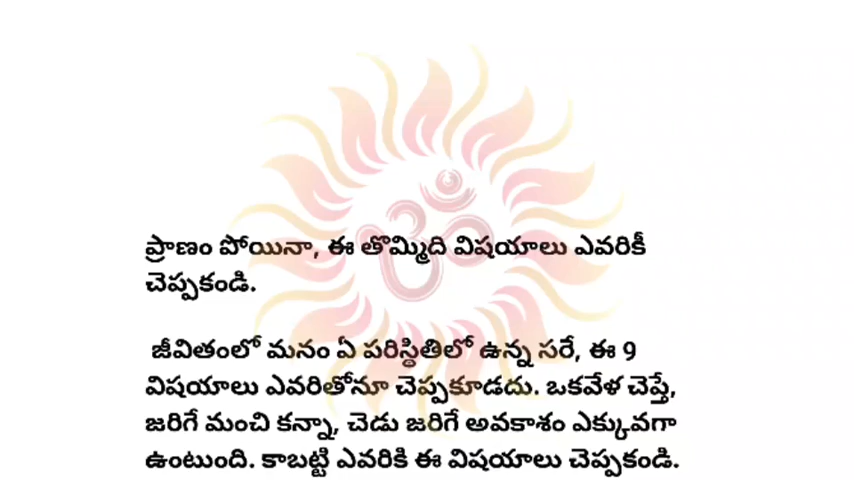 ప్రాణం పోయినా, ఈ తొమ్మిది విషయాలు ఎవరికీ
చెప్పకండి.
జీవితంలో మనం ఏ పరిస్థితిలో ఉన్న సరే, ఈ 9
విషయాలు ఎవరితోనూ చెప్పకూడదు. ఒకవేళ చెప్తే,
జరిగే మంచి కన్నా, చెడు జరిగే అవకాశం ఎక్కువగా
ఉంటుంది. కాబట్టి ఎవరికి ఈ విషయాలు చెప్పకండి.